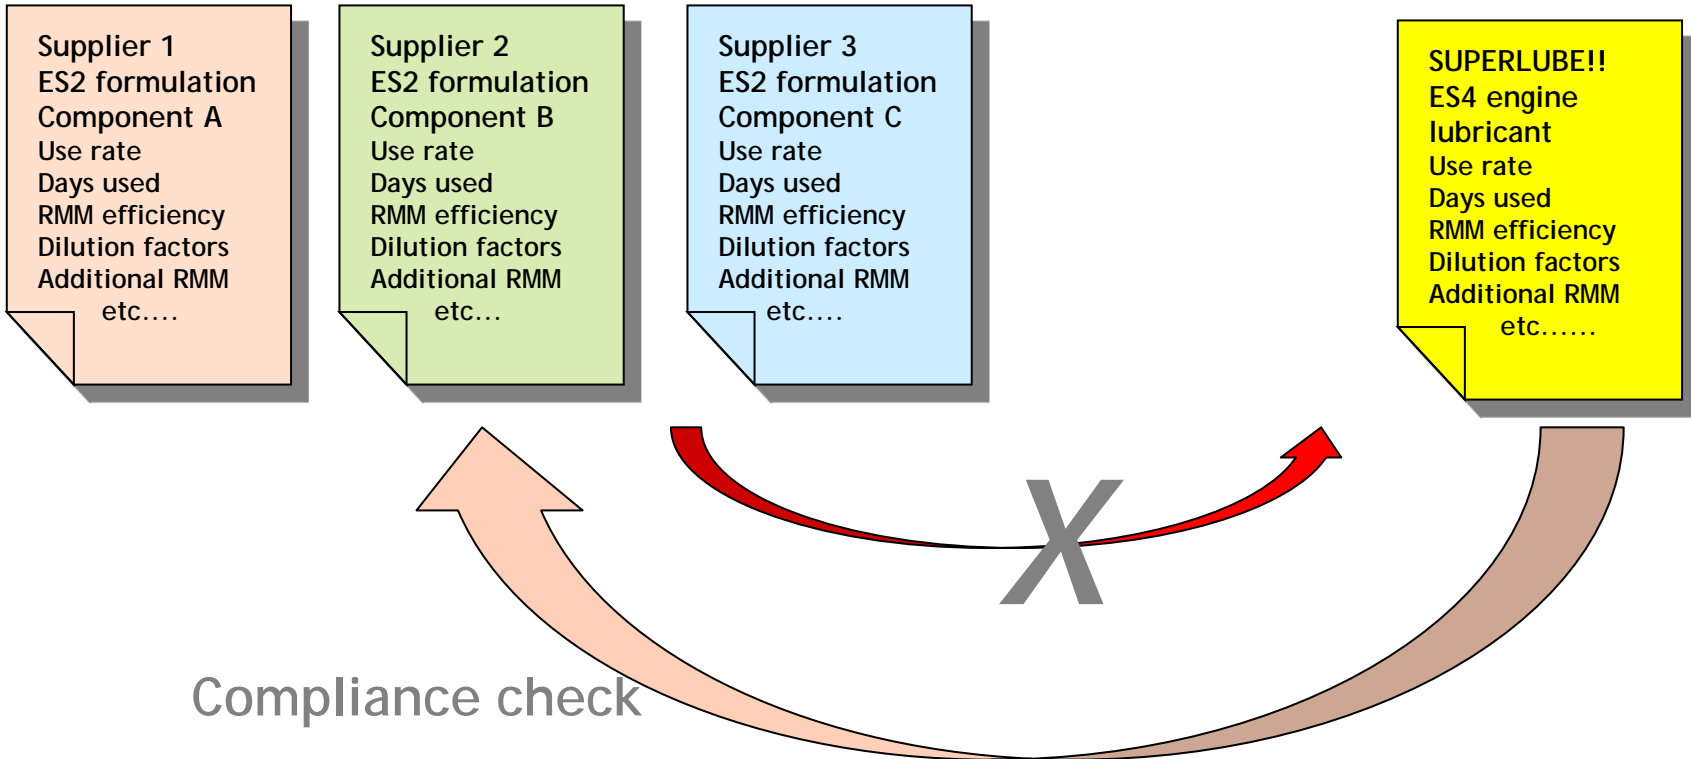 Supplier 1
ES2 formulation
Component A
Use rate
Days used
RMM efficiency
Dilution factors
Additional RMM
etc....
Supplier 2
ES2 formulation
Component B
Use rate
Days used
RMM efficiency
Dilution factors
Additional RMM
etc...
Supplier 3
ES2 formulation
Component C
Use rate
Days used
RMM efficiency
Dilution factors
Additional RMM
etc....
SUPERLUBE!!
ES4 engine
lubricant
Use rate
Days used
RMM efficiency
Dilution factors
Additional RMM
etc......
X
Compliance check